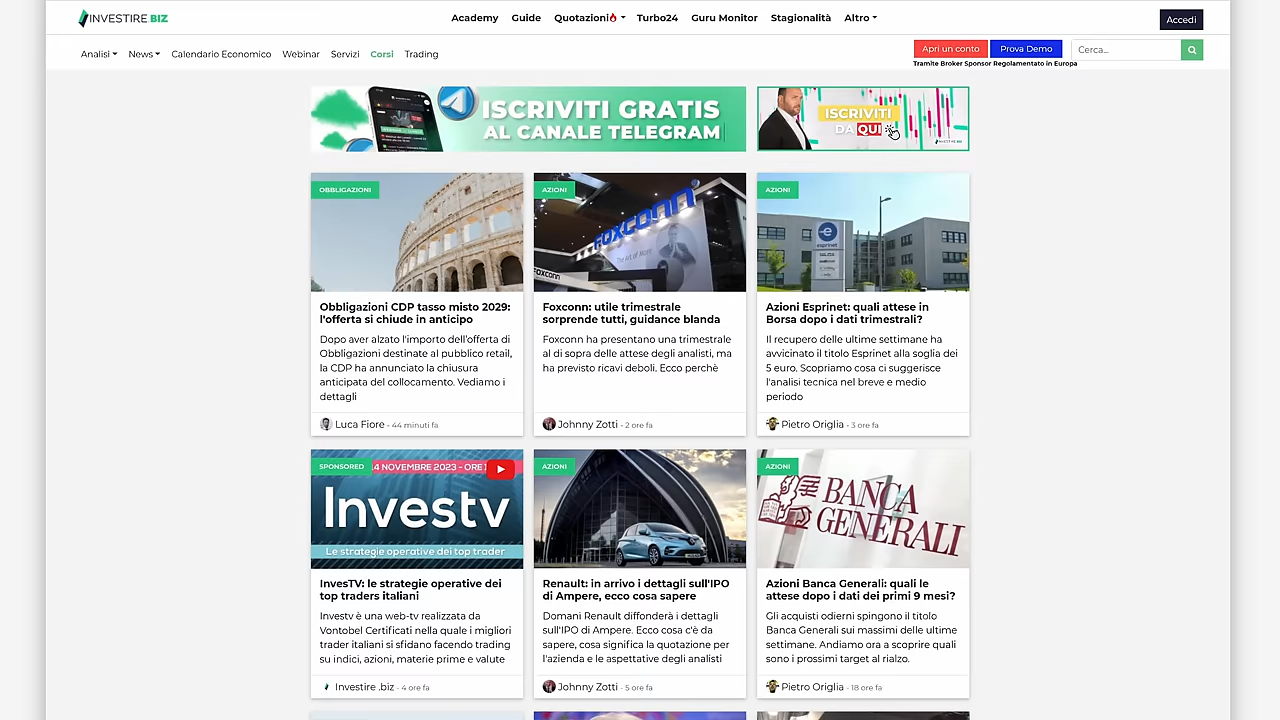 INVESTIRE.BIZ
Academy Guide Quotazioni Turbo24 Guru Monitor Stagionalità Altro
Accedi
Analisi News Calendario Economico Webinar Servizi Corsi Trading
Apri un conto Prova Demo Cerca...
Tramite Broker Sponsor Regolamentato in Europa
ISCRIVITI GRATIS
AL CANALE TELEGRAM
ISCRIVITI
DA QUI
INVESTIRE.BIZ
OBBLIGAZIONI
Obbligazioni CDP tasso misto 2029:
l'offerta si chiude in anticipo
Dopo aver alzato l'importo dell'offerta di
Obbligazioni destinate al pubblico retail,
la CDP ha annunciato la chiusura
anticipata del collocamento. Vediamo i
dettagli
Luca Fiore - 44 minuti fa
AZIONI
FOXCONN
The Art of
FOXCONN
Foxconn: utile trimestrale
sorprende tutti, guidance blanda
Foxconn ha presentano una trimestrale
al di sopra delle attese degli analisti, ma
ha previsto ricavi deboli. Ecco perchè
Johnny Zotti - 2 ore fa
AZIONI
esprinet
Azioni Esprinet: quali attese in
Borsa dopo i dati trimestrali?
Il recupero delle ultime settimane ha
avvicinato il titolo Esprinet alla soglia dei
5 euro. Scopriamo cosa ci suggerisce
l'analisi tecnica nel breve e medio
periodo
Pietro Origlia - 3 ore fa
SPONSORED
14 NOVEMBRE 2023 - ORE 1
Investv
Le strategie operative dei top trader
InvesTV: le strategie operative dei
top traders italiani
Investv è una web-tv realizzata da
Vontobel Certificati nella quale i migliori
trader italiani si sfidano facendo trading
su indici, azioni, materie prime e valute
Investire .biz - 4 ore fa
AZIONI
Renault: in arrivo i dettagli sull'IPO
di Ampere, ecco cosa sapere
Domani Renault diffonderà i dettagli
sull'IPO di Ampere. Ecco cosa c'è da
sapere, cosa significa la quotazione per
l'azienda e le aspettative degli analisti
Johnny Zotti - 5 ore fa
AZIONI
BANCA
GENERALI
Azioni Banca Generali: quali le
attese dopo i dati dei primi 9 mesi?
Gli acquisti odierni spingono il titolo
Banca Generali sui massimi delle ultime
settimane. Andiamo ora a scoprire quali
sono i prossimi target al rialzo.
Pietro Origlia - 18 ore fa